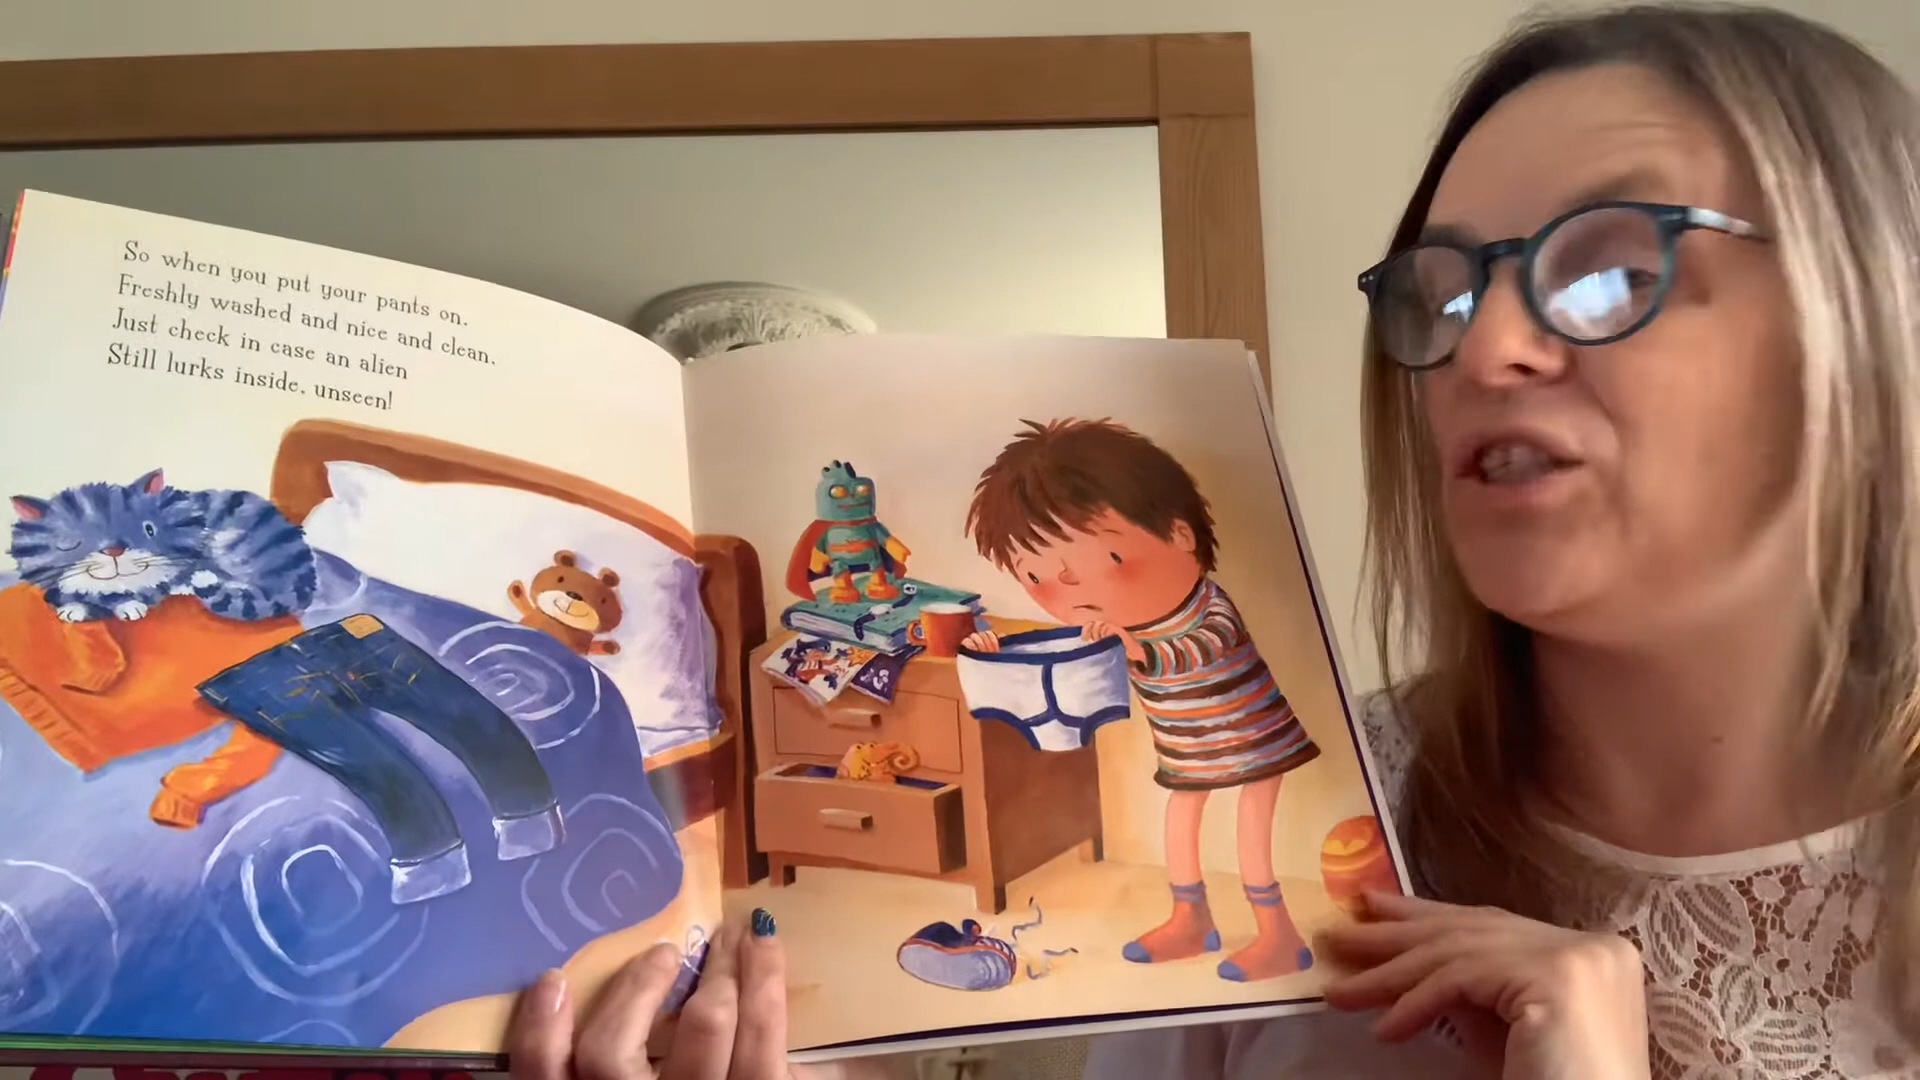 So when you put your pants on.
Freshly washed and nice and clean.
Just check in case an alien
Still lurks inside, unseen!